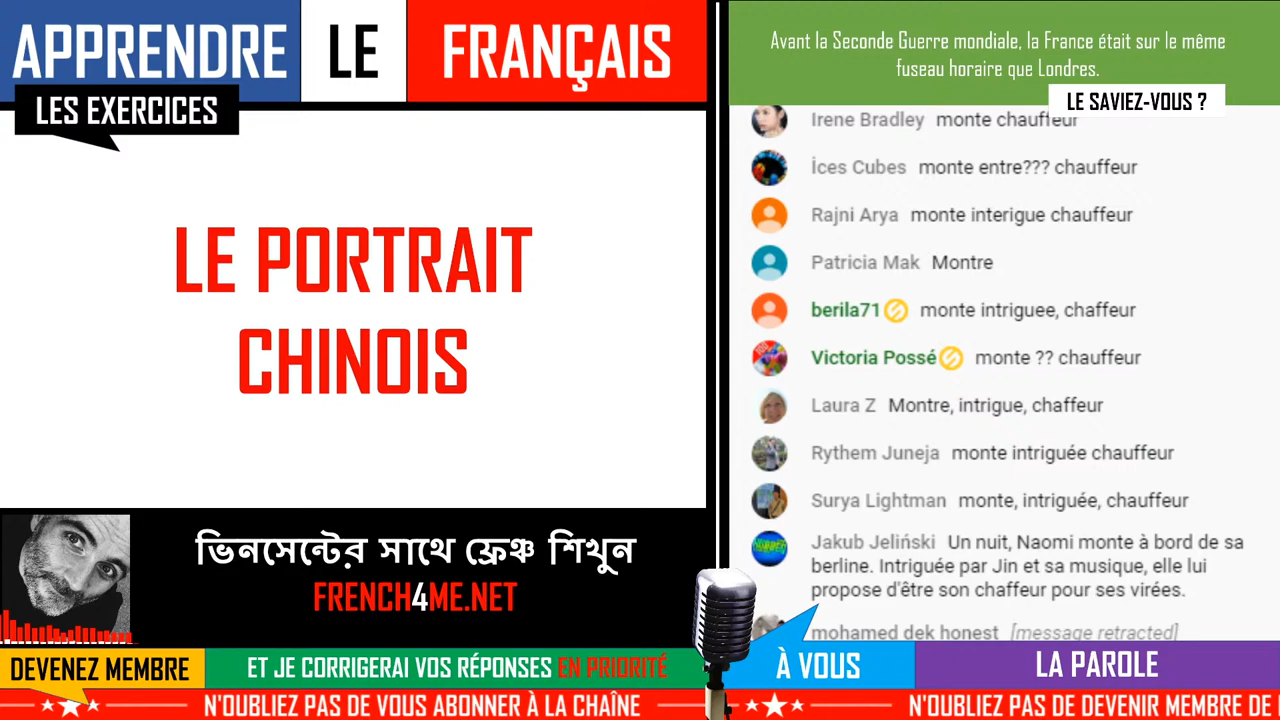 APPRENDRE LE FRANÇAIS
LES EXERCICES
LE PORTRAIT
CHINOIS
ভিনসেন্টের সাথে ফ্রেঞ্চ শিখুন
FRENCH4ME.NET
Avant la Seconde Guerre mondiale, la France était sur le même
fuseau horaire que Londres.
LE SAVIEZ-VOUS ?
Irene Bradley monte chauffeur
İces Cubes monte entre??? chauffeur
Rajni Arya monte interigue chauffeur
Patricia Mak Montre
berila71 monte intriguee, chauffeur
Victoria Possé monte ?? chauffeur
Laura Z Montre, intrigue, chaffeur
Rythem Juneja monte intriguée chauffeur
Surya Lightman monte, intriguée, chauffeur
Jakub Jeliński Un nuit, Naomi monte à bord de sa
berline. Intriguée par Jin et sa musique, elle lui
propose d'être son chaffeur pour ses virées.
mohamed dek honest [message retracted]
DEVENEZ MEMBRE ET JE CORRIGERAI VOS RÉPONSES EN PRIORITÉ
À VOUS LA PAROLE
N'OUBLIEZ PAS DE VOUS ABONNER À LA CHAÎNE N'OUBLIEZ PAS DE DEVENIR MEMBRE DE